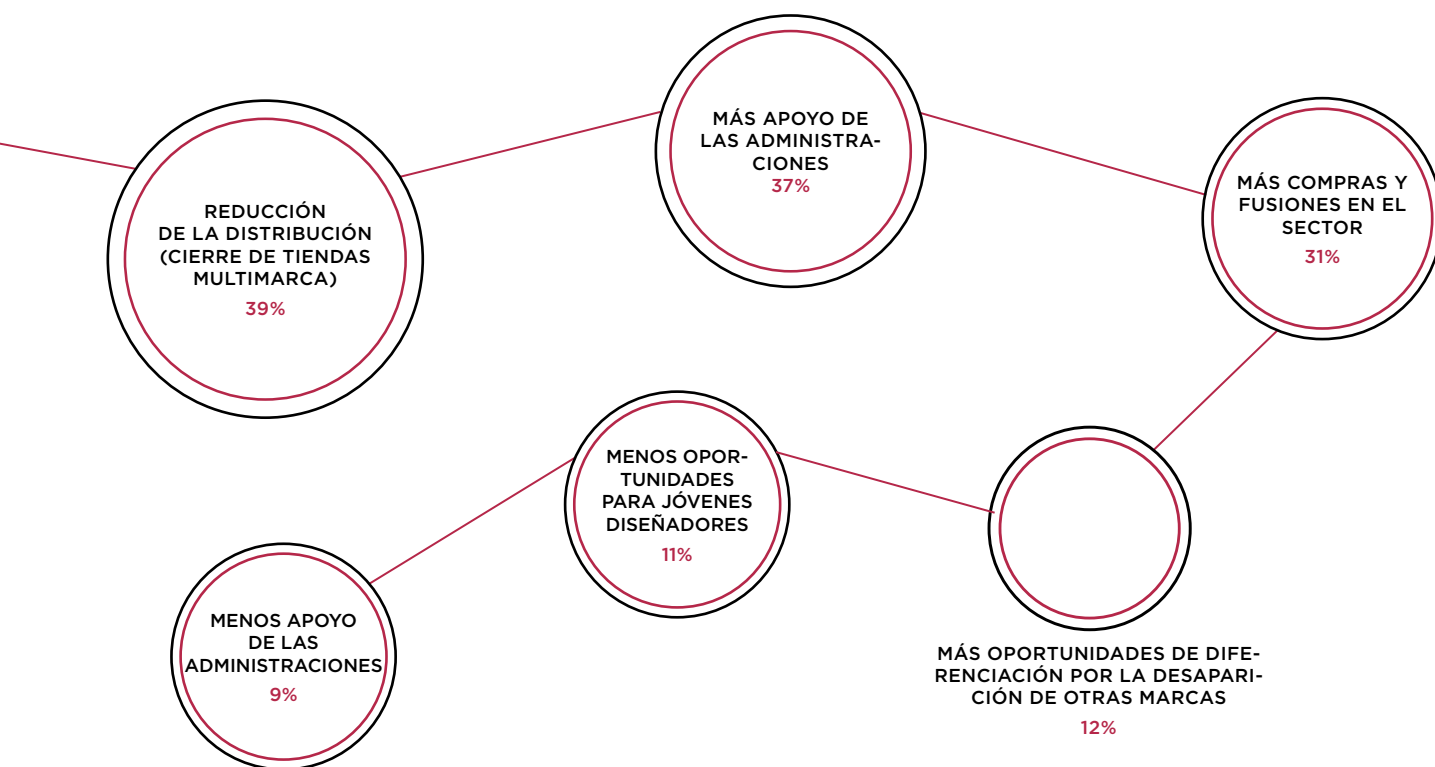 REDUCCIÓN
DE LA DISTRIBUCIÓN
(CIERRE DE TIENDAS
MULTIMARCA)
39%
MÁS APOYO DE
LAS ADMINISTRA-
CIONES
37%
MÁS COMPRAS Y
FUSIONES EN EL
SECTOR
31%
MÁS OPORTUNIDADES DE DIFE-
RENCIACIÓN POR LA DESAPARI-
CIÓN DE OTRAS MARCAS
12%
MENOS OPOR-
TUNIDADES
PARA JÓVENES
DISEÑADORES
11%
MENOS APOYO
DE LAS
ADMINISTRACIONES
9%